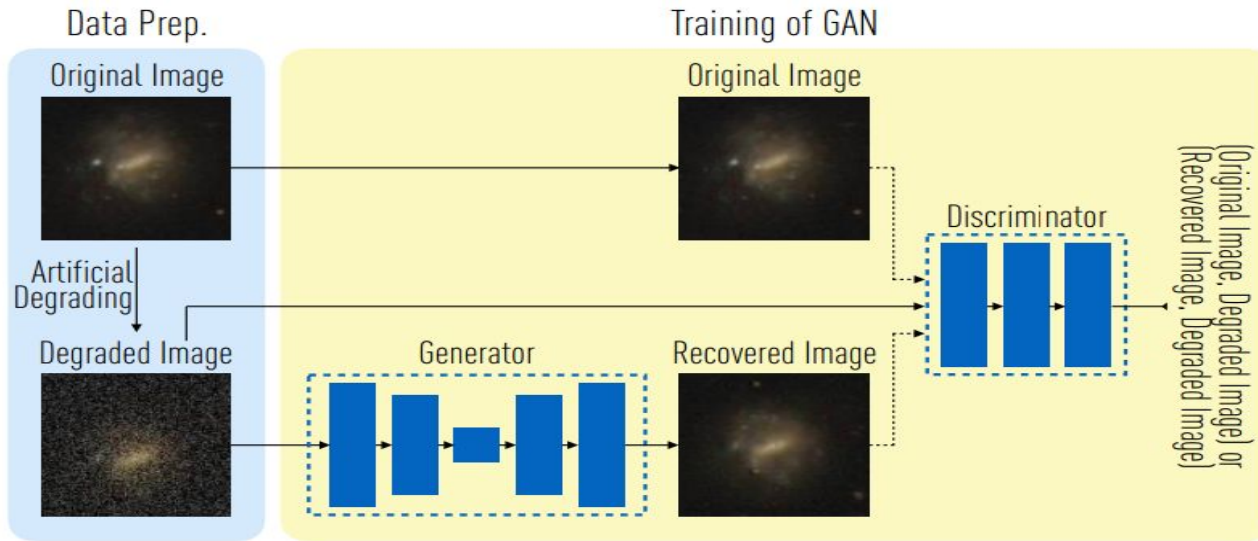 Data Prep.
Training of GAN
Original Image
Original Image
Artificial
Degrading
Degraded Image
Generator
Recovered Image
Discriminator
(Original Image, Degraded Image) or
(Recovered Image, Degraded Image)